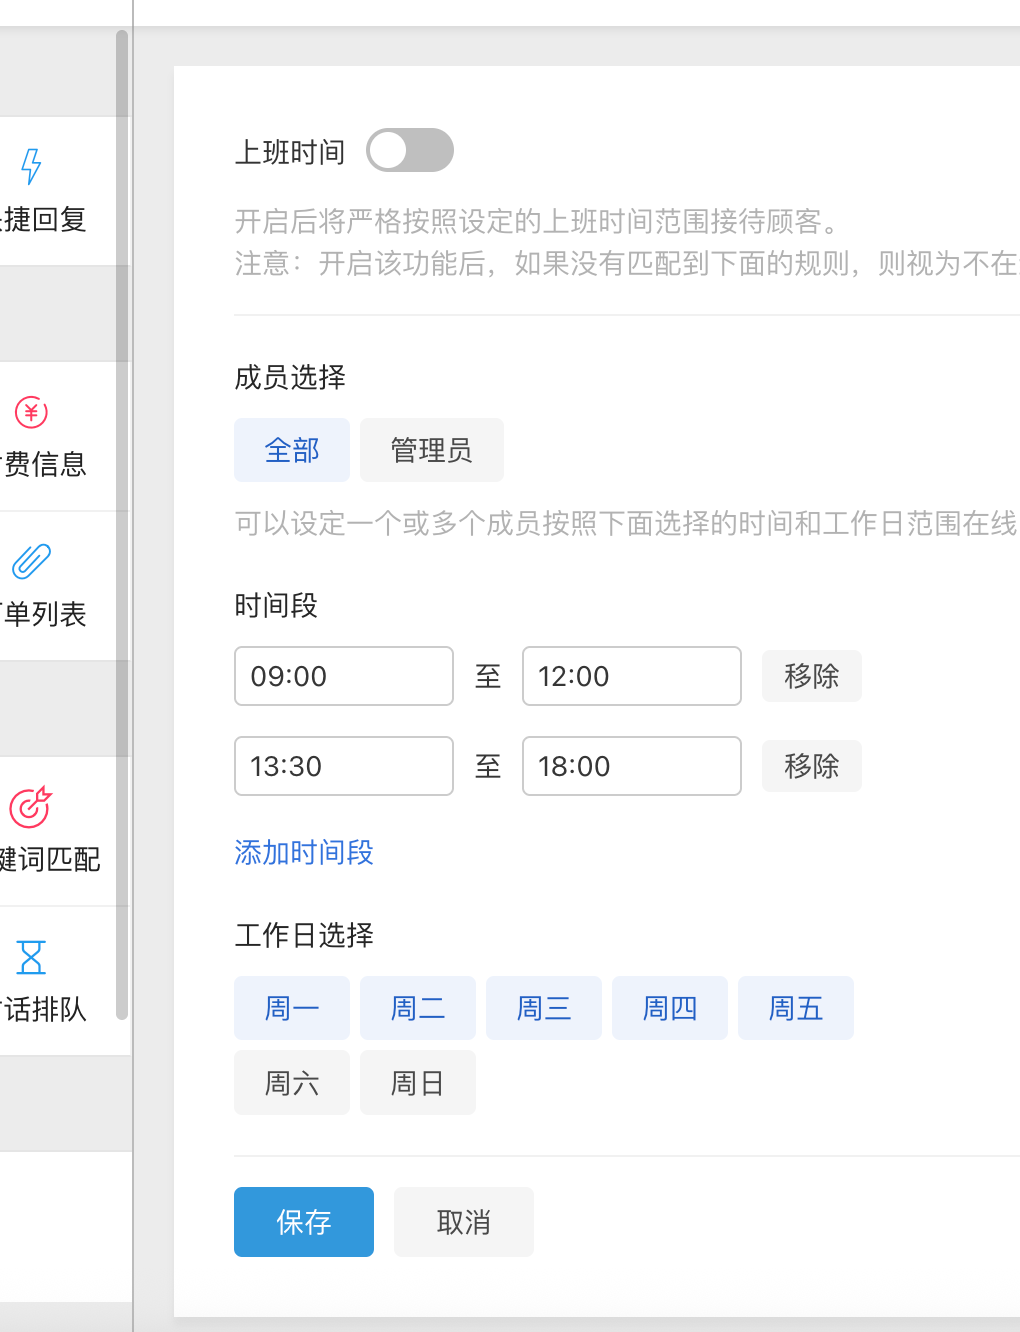 捷回复
费信息
单列表
键词匹配
话排队
上班时间
开启后将严格按照设定的上班时间范围接待顾客。
注意：开启该功能后，如果没有匹配到下面的规则，则视为不在
成员选择
全部 管理员
可以设定一个或多个成员按照下面选择的时间和工作日范围在线
时间段
09:00 至 12:00 移除
13:30 至 18:00 移除
添加时间段
工作日选择
周一 周二 周三 周四 周五
周六 周日
保存 取消